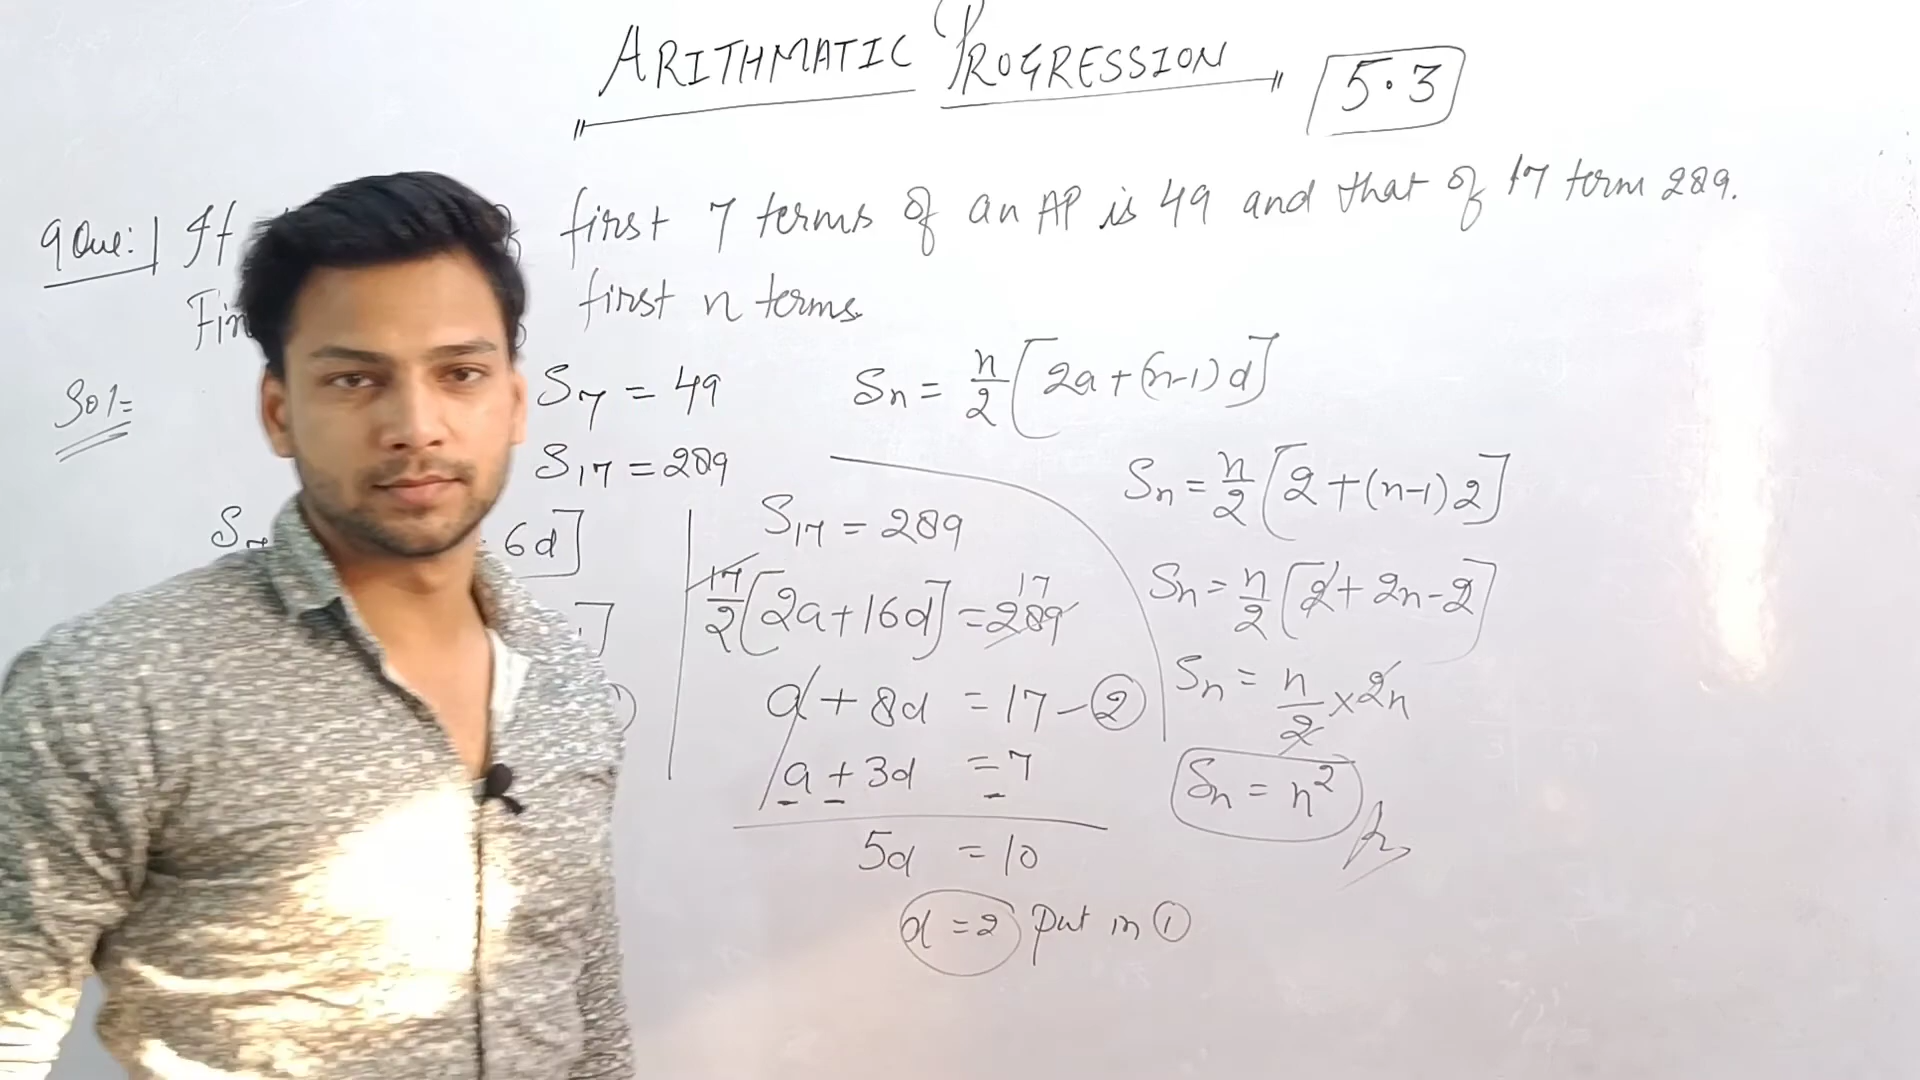 ARITHMATIC PROGRESSION 5.3
9 Que: If first 7 terms of an AP is 49 and that of 17 term 289.
first n terms
Sol=
S₇ = 49
S₁₇ = 289
6d]
S₁₇ = 289
17/2[2a+16d] = 289 17
a + 8d = 17 – ②
a + 3d = 7
5d = 10
d = 2 Put in ①
Sn = n/2[2a+(n-1)d]
Sn = n/2[2+(n-1)2]
Sn = n/2[2+2n-2]
Sn = n/2 x 2n
Sn = n²